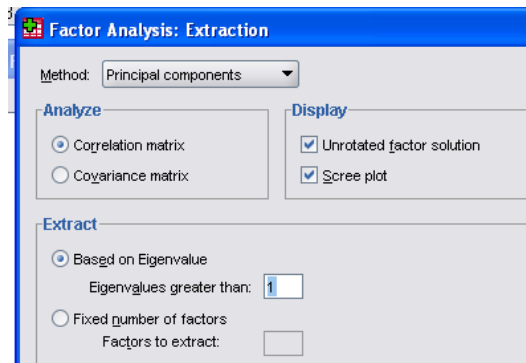 Factor Analysis: Extraction
Method: Principal components
Analyze
Correlation matrix
Covariance matrix
Display
Unrotated factor solution
Scree plot
Extract
Based on Eigenvalue
Eigenvalues greater than: 1
Fixed number of factors
Factors to extract: